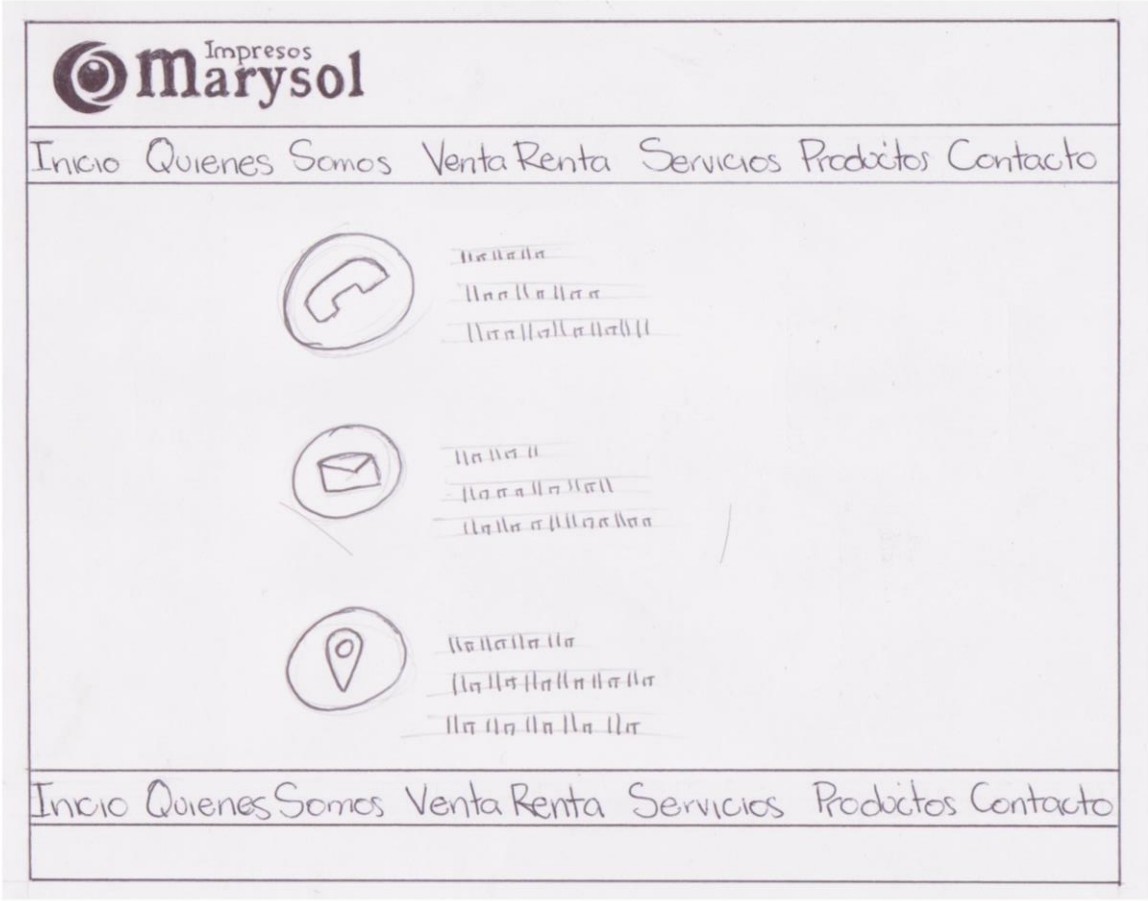 Impresos
Marysol
Inicio Quienes Somos Venta Renta Servicios Productos Contacto
Inicio Quienes Somos Venta Renta Servicios Productos Contacto